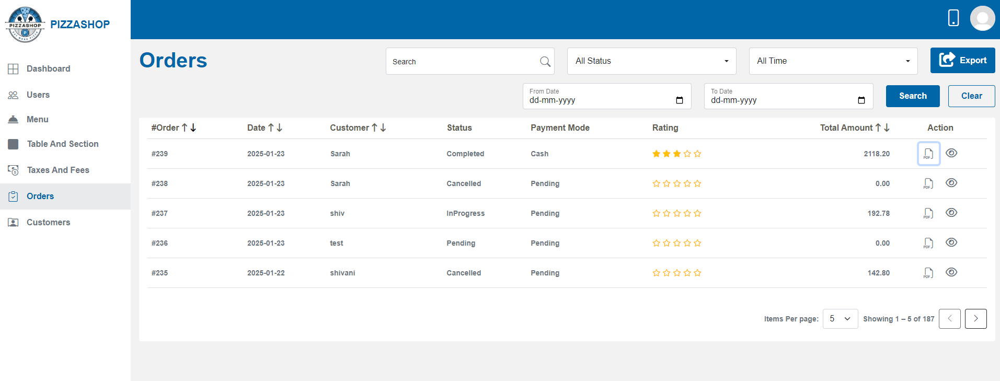 PIZZASHOP
EAT MORE PIZZA
PIZZASHOP
Dashboard
Users
Menu
Table And Section
Taxes And Fees
Orders
Customers
Orders
Search
All Status
All Time
Export
From Date
dd-mm-yyyy
To Date
dd-mm-yyyy
Search
Clear
#Order Date Customer Status Payment Mode Rating Total Amount Action
#239 2025-01-23 Sarah Completed Cash 2118.20 PDF
#238 2025-01-23 Sarah Cancelled Pending 0.00 PDF
#237 2025-01-23 shiv InProgress Pending 192.78 PDF
#236 2025-01-23 test Pending Pending 0.00 PDF
#235 2025-01-22 shivani Cancelled Pending 142.80 PDF
Items Per page: 5 Showing 1 – 5 of 187